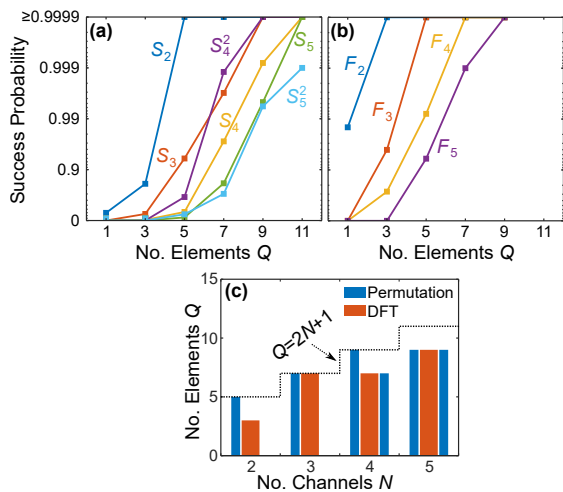 (a)
(b)
Success Probability
≥0.9999
0.999
0.99
0.9
0
S₂
S₃
S₄²
S₄
S₅
S₅²
1 3 5 7 9 11
No. Elements Q
F₂
F₃
F₄
F₅
1 3 5 7 9 11
No. Elements Q
(c)
No. Elements Q
15
10
5
0
Permutation
DFT
Q=2N+1
2 3 4 5
No. Channels N